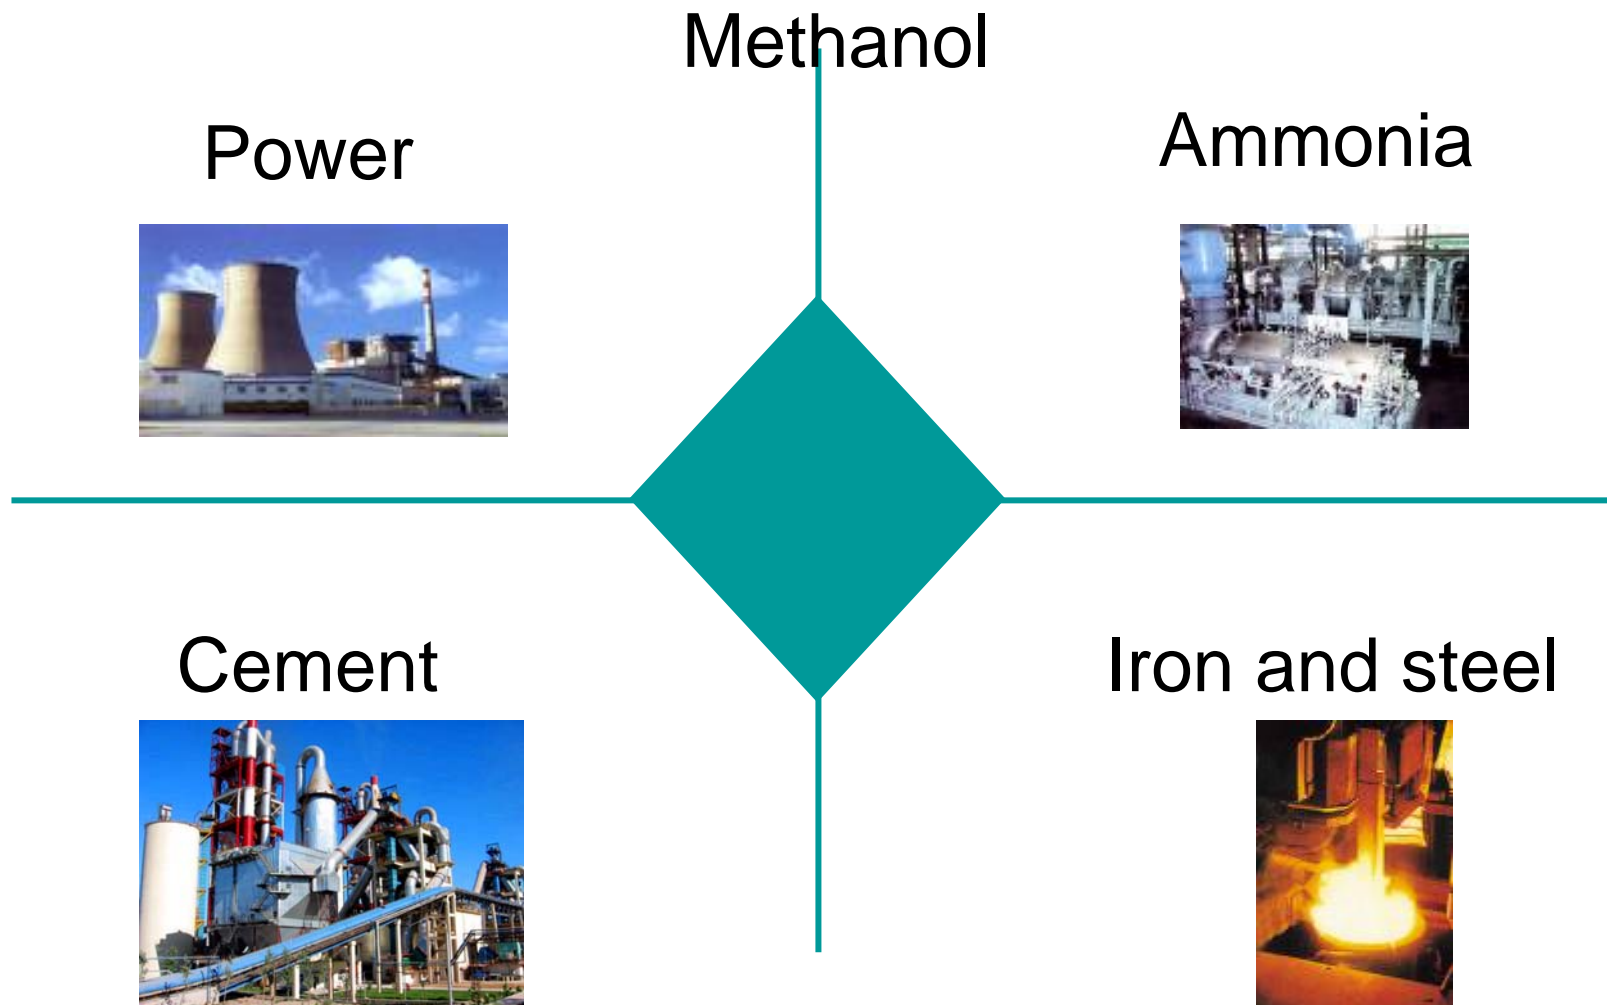 Methanol
Power
Ammonia
Cement
Iron and steel